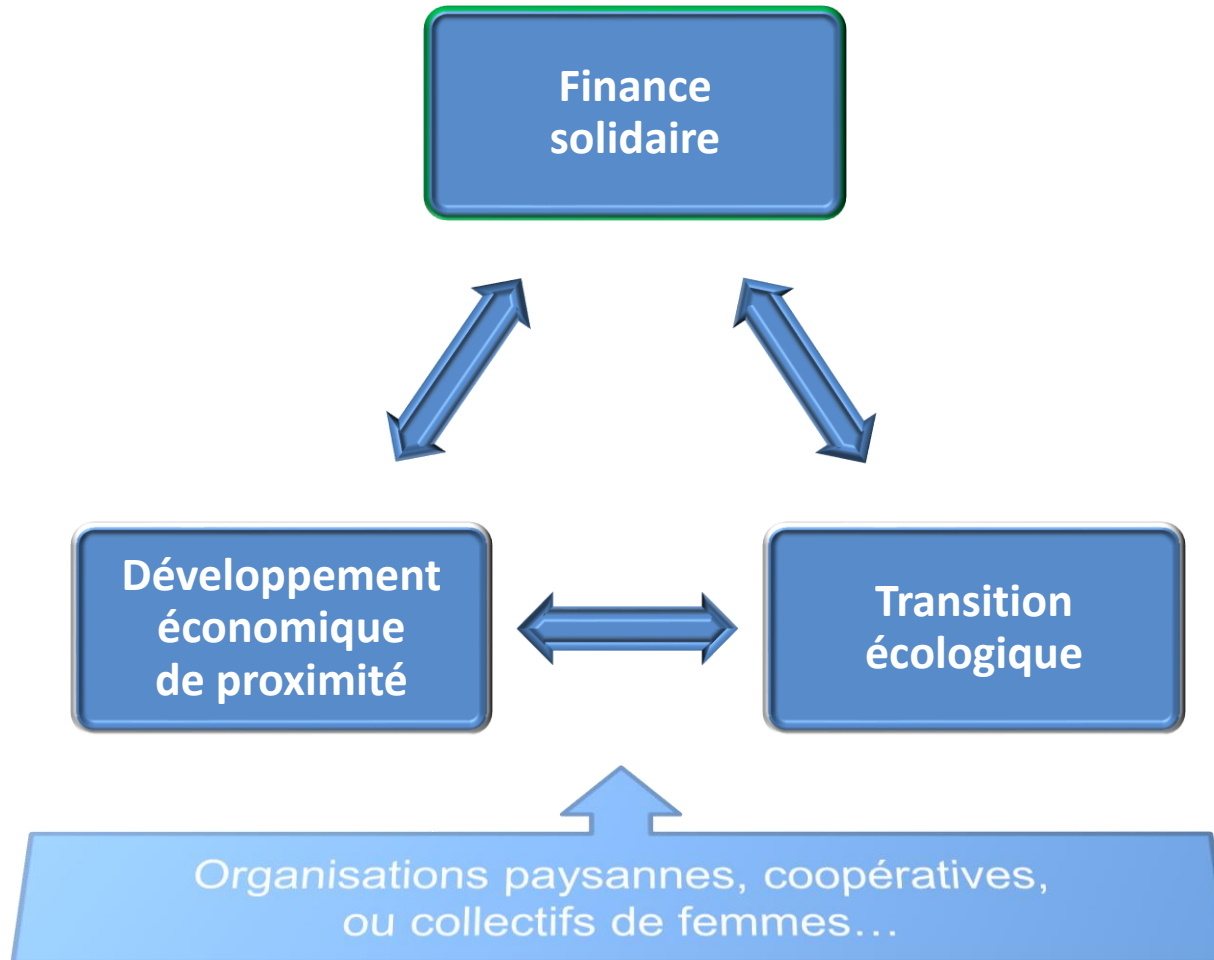 Finance
solidaire
Développement
économique
de proximité
Transition
écologique
Organisations paysannes, coopératives,
ou collectifs de femmes…